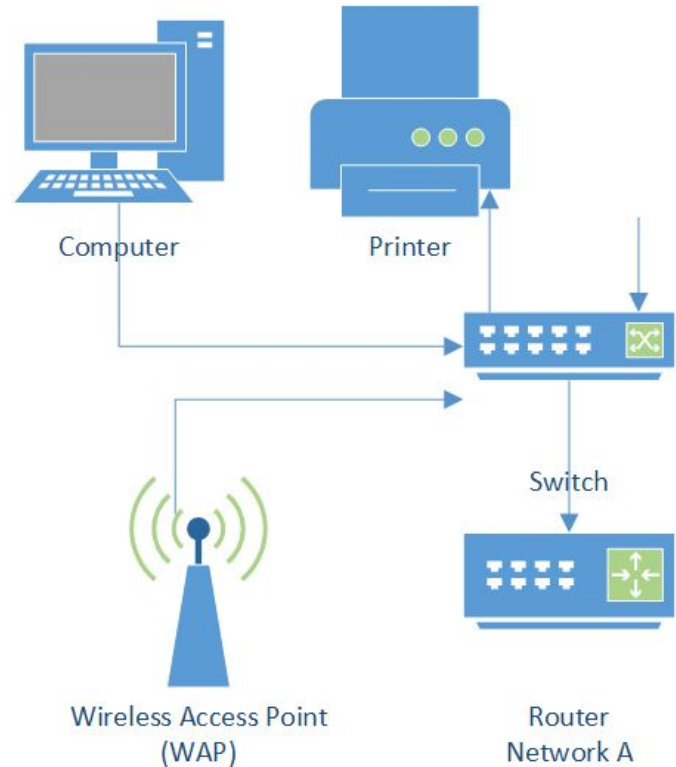 Computer
Printer
Switch
Wireless Access Point
(WAP)
Router
Network A